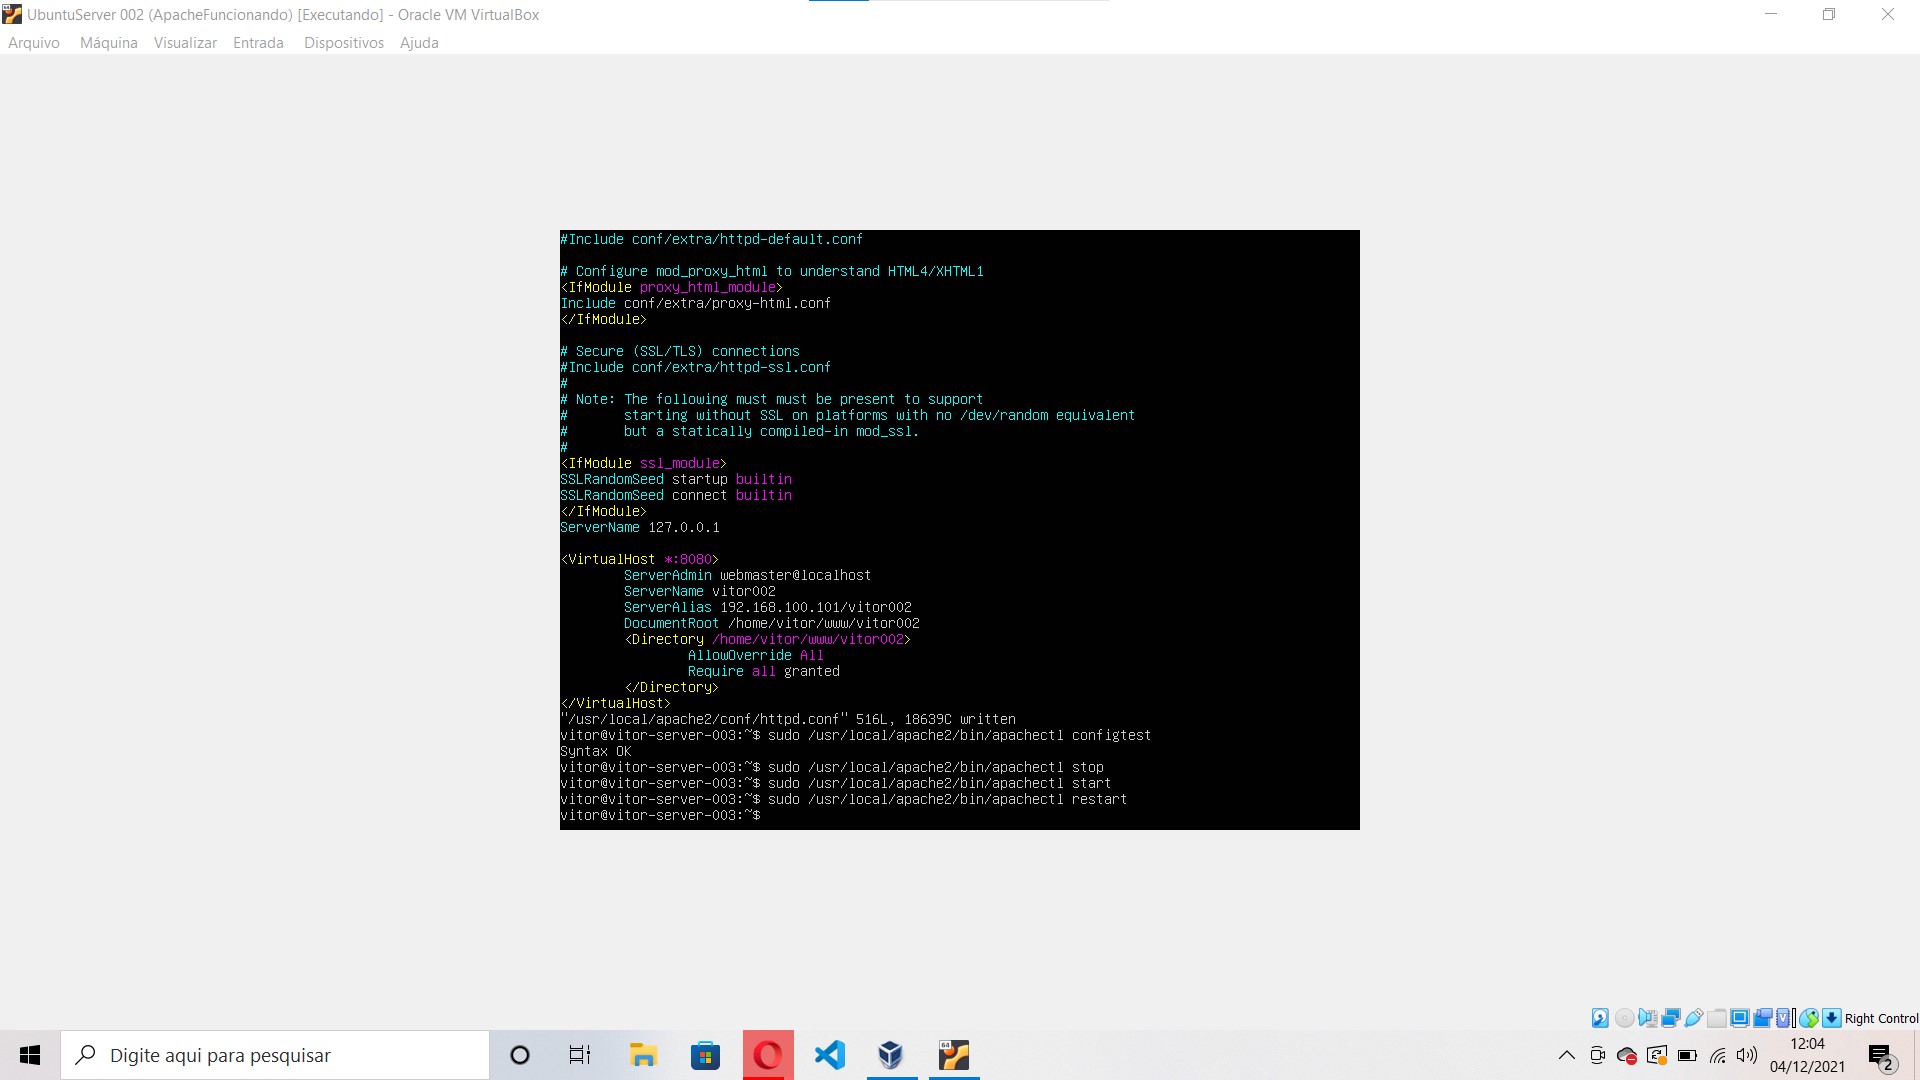 UbuntuServer 002 (ApacheFuncionando) [Executando] - Oracle VM VirtualBox
Arquivo Máquina Visualizar Entrada Dispositivos Ajuda
#Include conf/extra/httpd-default.conf
# Configure mod_proxy_html to understand HTML4/XHTML1
<IfModule proxy_html_module>
Include conf/extra/proxy-html.conf
</IfModule>
# Secure (SSL/TLS) connections
#Include conf/extra/httpd-ssl.conf
#
# Note: The following must must be present to support
#       starting without SSL on platforms with no /dev/random equivalent
#       but a statically compiled-in mod_ssl.
#
<IfModule ssl_module>
SSLRandomSeed startup builtin
SSLRandomSeed connect builtin
</IfModule>
ServerName 127.0.0.1
<VirtualHost *:8080>
        ServerAdmin webmaster@localhost
        ServerName vitor002
        ServerAlias 192.168.100.101/vitor002
        DocumentRoot /home/vitor/www/vitor002
        <Directory /home/vitor/www/vitor002>
                AllowOverride All
                Require all granted
        </Directory>
</VirtualHost>
"/usr/local/apache2/conf/httpd.conf" 516L, 18639C written
vitor@vitor-server-003:~$ sudo /usr/local/apache2/bin/apachectl configtest
Syntax OK
vitor@vitor-server-003:~$ sudo /usr/local/apache2/bin/apachectl stop
vitor@vitor-server-003:~$ sudo /usr/local/apache2/bin/apachectl start
vitor@vitor-server-003:~$ sudo /usr/local/apache2/bin/apachectl restart
vitor@vitor-server-003:~$
Right Control
Digite aqui para pesquisar
64
12:04
04/12/2021
2